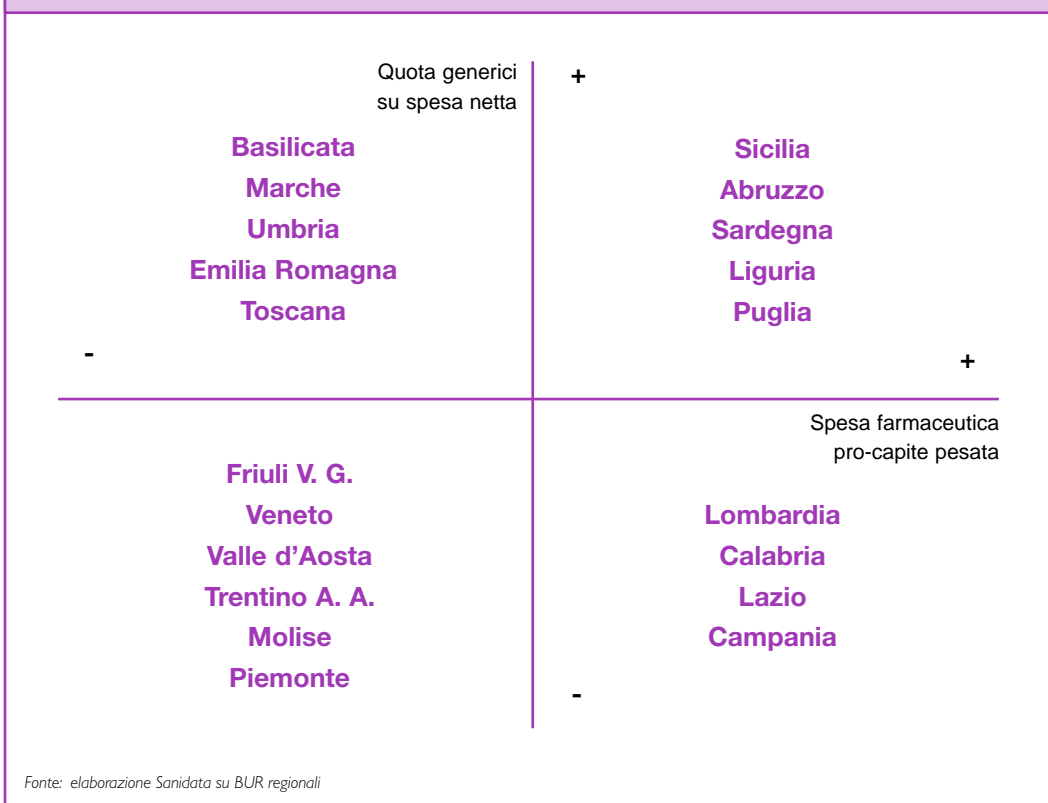 Quota generici
su spesa netta
+
Basilicata
Marche
Umbria
Emilia Romagna
Toscana
-
Sicilia
Abruzzo
Sardegna
Liguria
Puglia
+
Spesa farmaceutica
pro-capite pesata
Friuli V. G.
Veneto
Valle d'Aosta
Trentino A. A.
Molise
Piemonte
Lombardia
Calabria
Lazio
Campania
-
Fonte: elaborazione Sanidata su BUR regionali